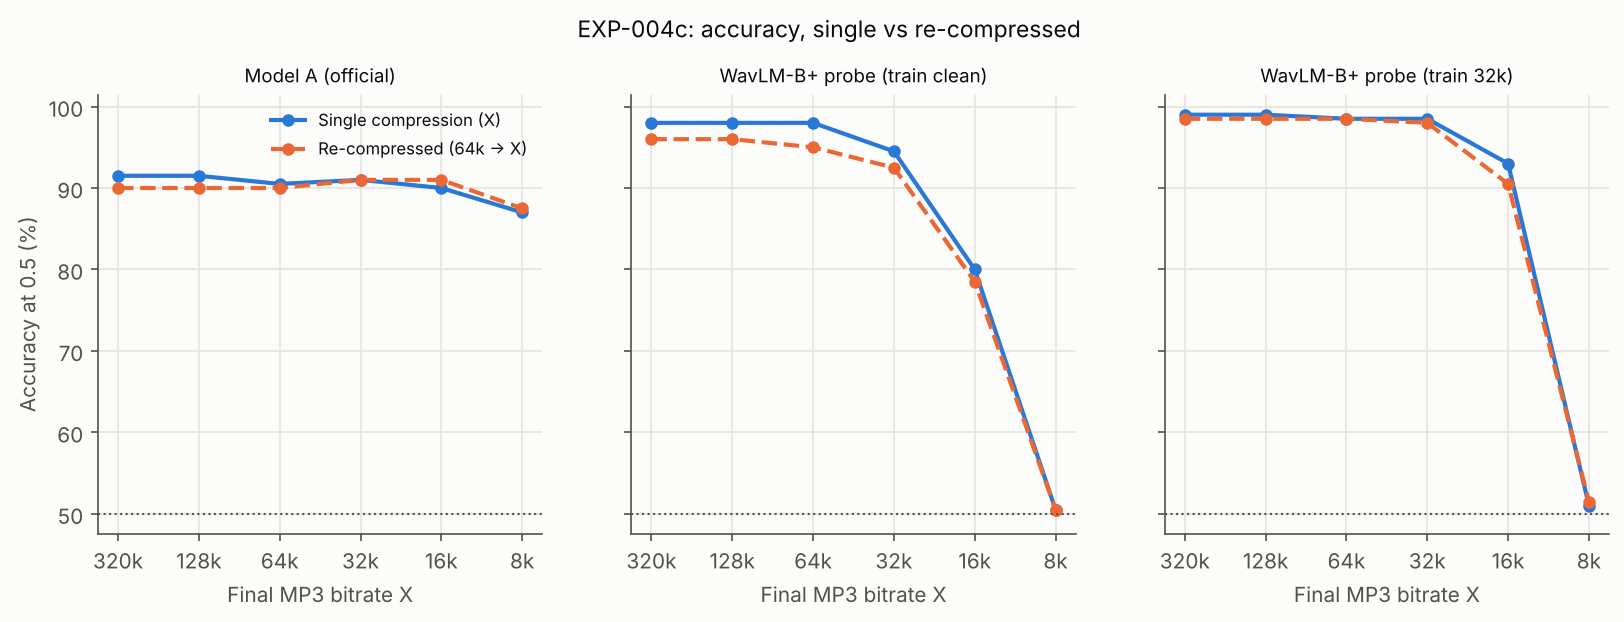 EXP-004c: accuracy, single vs re-compressed
Model A (official)
WavLM-B+ probe (train clean)
WavLM-B+ probe (train 32k)
Single compression (X)
Re-compressed (64k → X)
Accuracy at 0.5 (%)
100
90
80
70
60
50
320k 128k 64k 32k 16k 8k
320k 128k 64k 32k 16k 8k
320k 128k 64k 32k 16k 8k
Final MP3 bitrate X
Final MP3 bitrate X
Final MP3 bitrate X